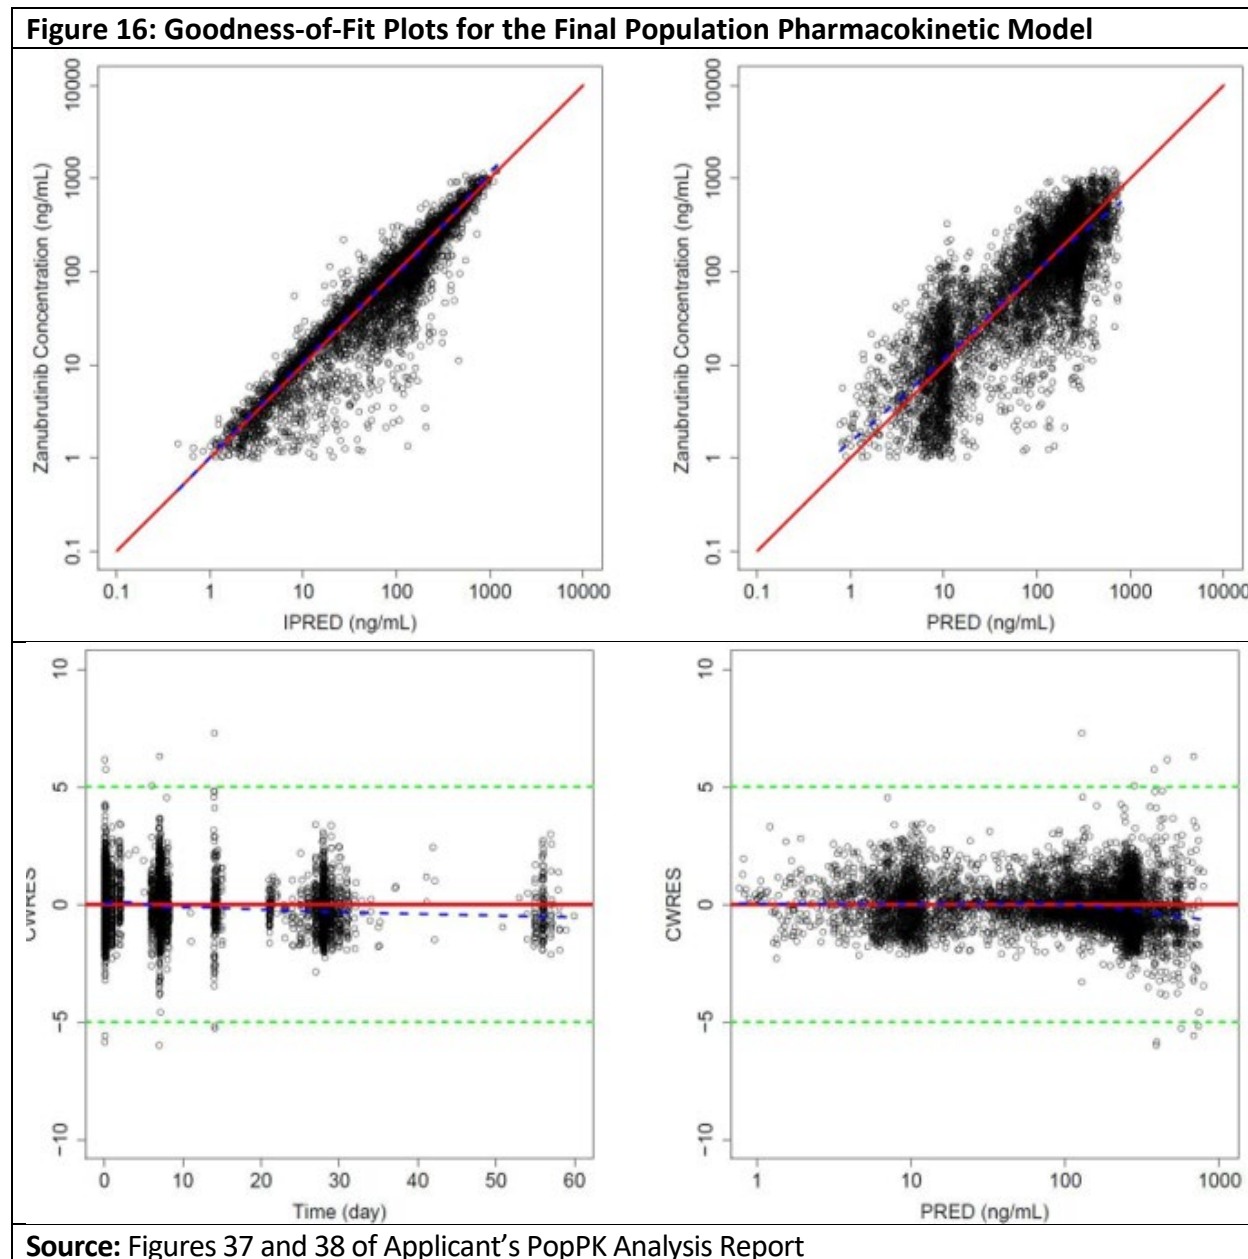 Figure 16: Goodness-of-Fit Plots for the Final Population Pharmacokinetic Model
Zanubrutinib Concentration (ng/mL)
10000
1000
100
10
1
0.1
0.1 1 10 100 1000 10000
IPRED (ng/mL)
Zanubrutinib Concentration (ng/mL)
10000
1000
100
10
1
0.1
0.1 1 10 100 1000 10000
PRED (ng/mL)
CWRES
10
5
0
−5
−10
0 10 20 30 40 50 60
Time (day)
CWRES
10
5
0
−5
−10
1 10 100 1000
PRED (ng/mL)
Source: Figures 37 and 38 of Applicant's PopPK Analysis Report